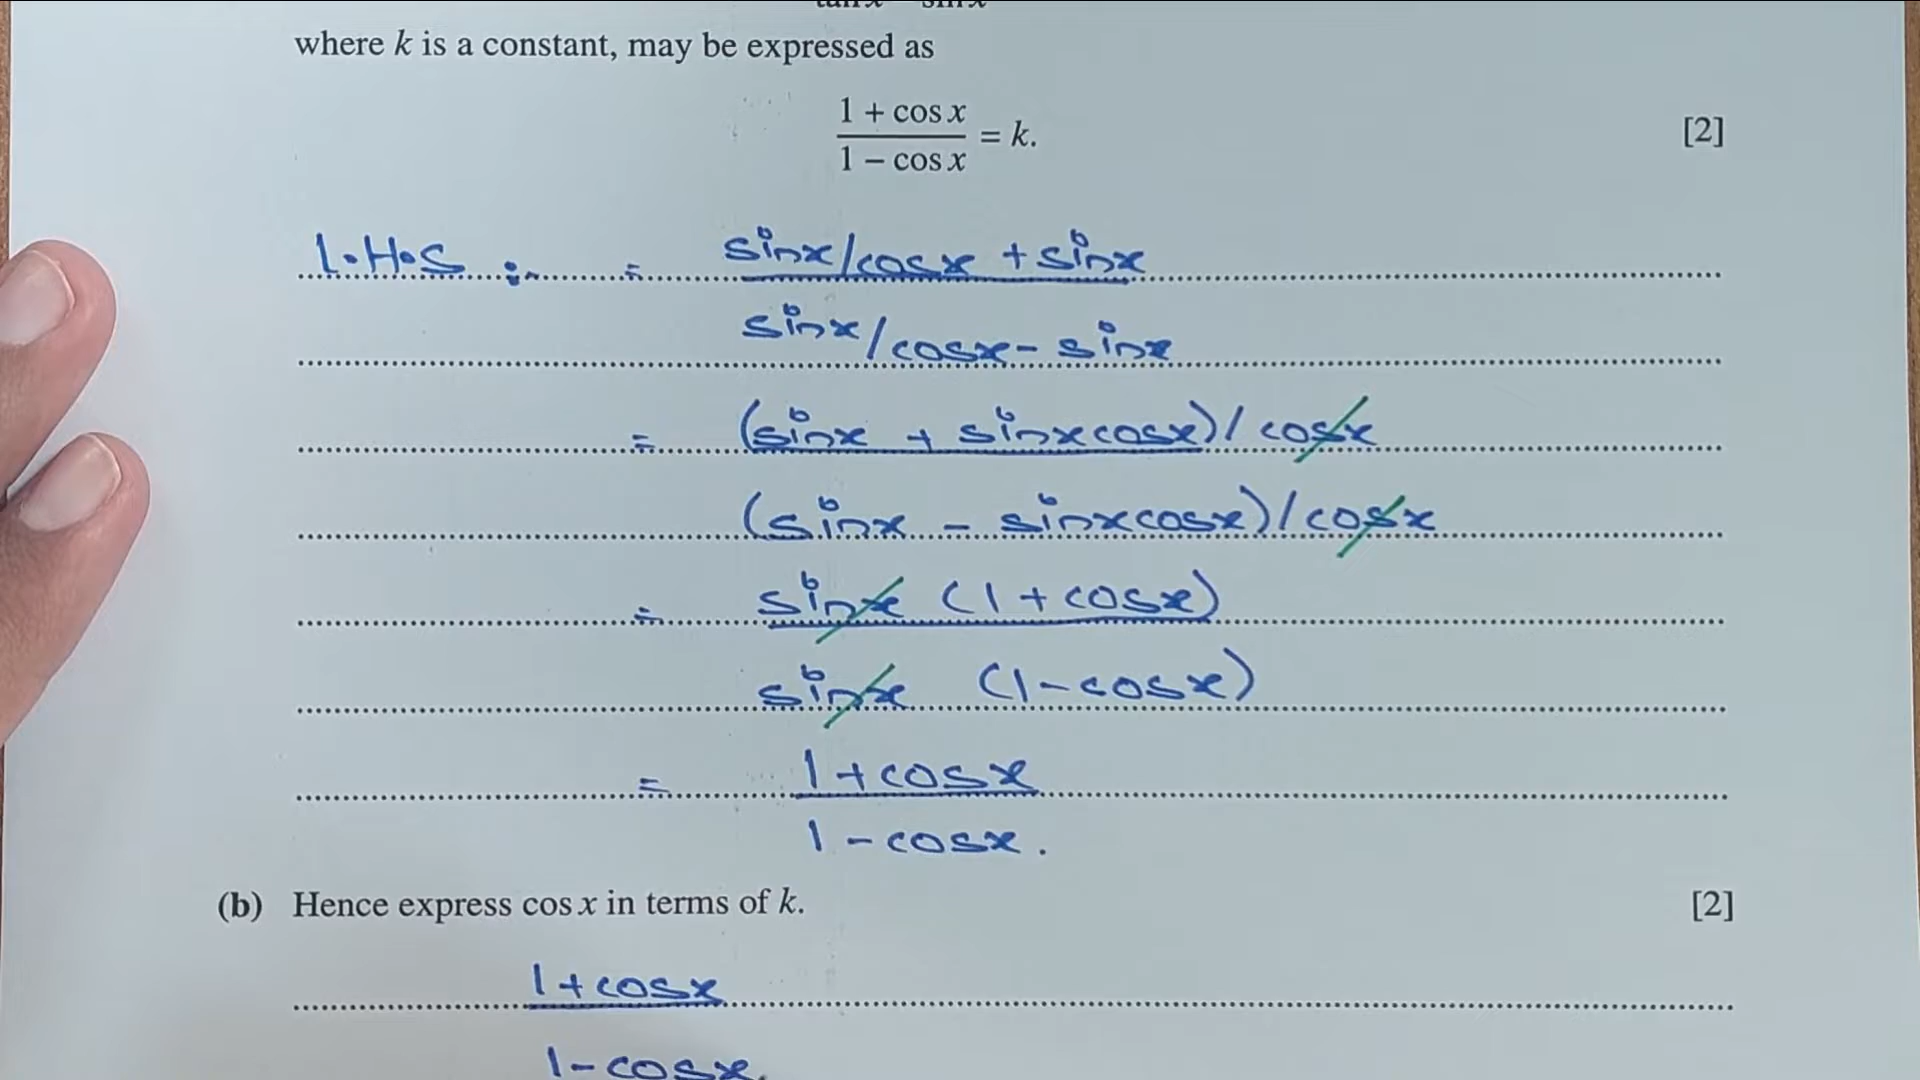 tan x − sin x
where k is a constant, may be expressed as
1 + cos x
= k.
[2]
1 − cos x
L.H.S :- = sinx/cosx + sinx
sinx/cosx - sinx
= (sinx + sinxcosx)/cosx
(sinx - sinxcosx)/cosx
= sinx (1+cosx)
sinx (1-cosx)
= 1+cosx
1-cosx.
(b) Hence express cos x in terms of k. [2]
1+cosx
1-cosx